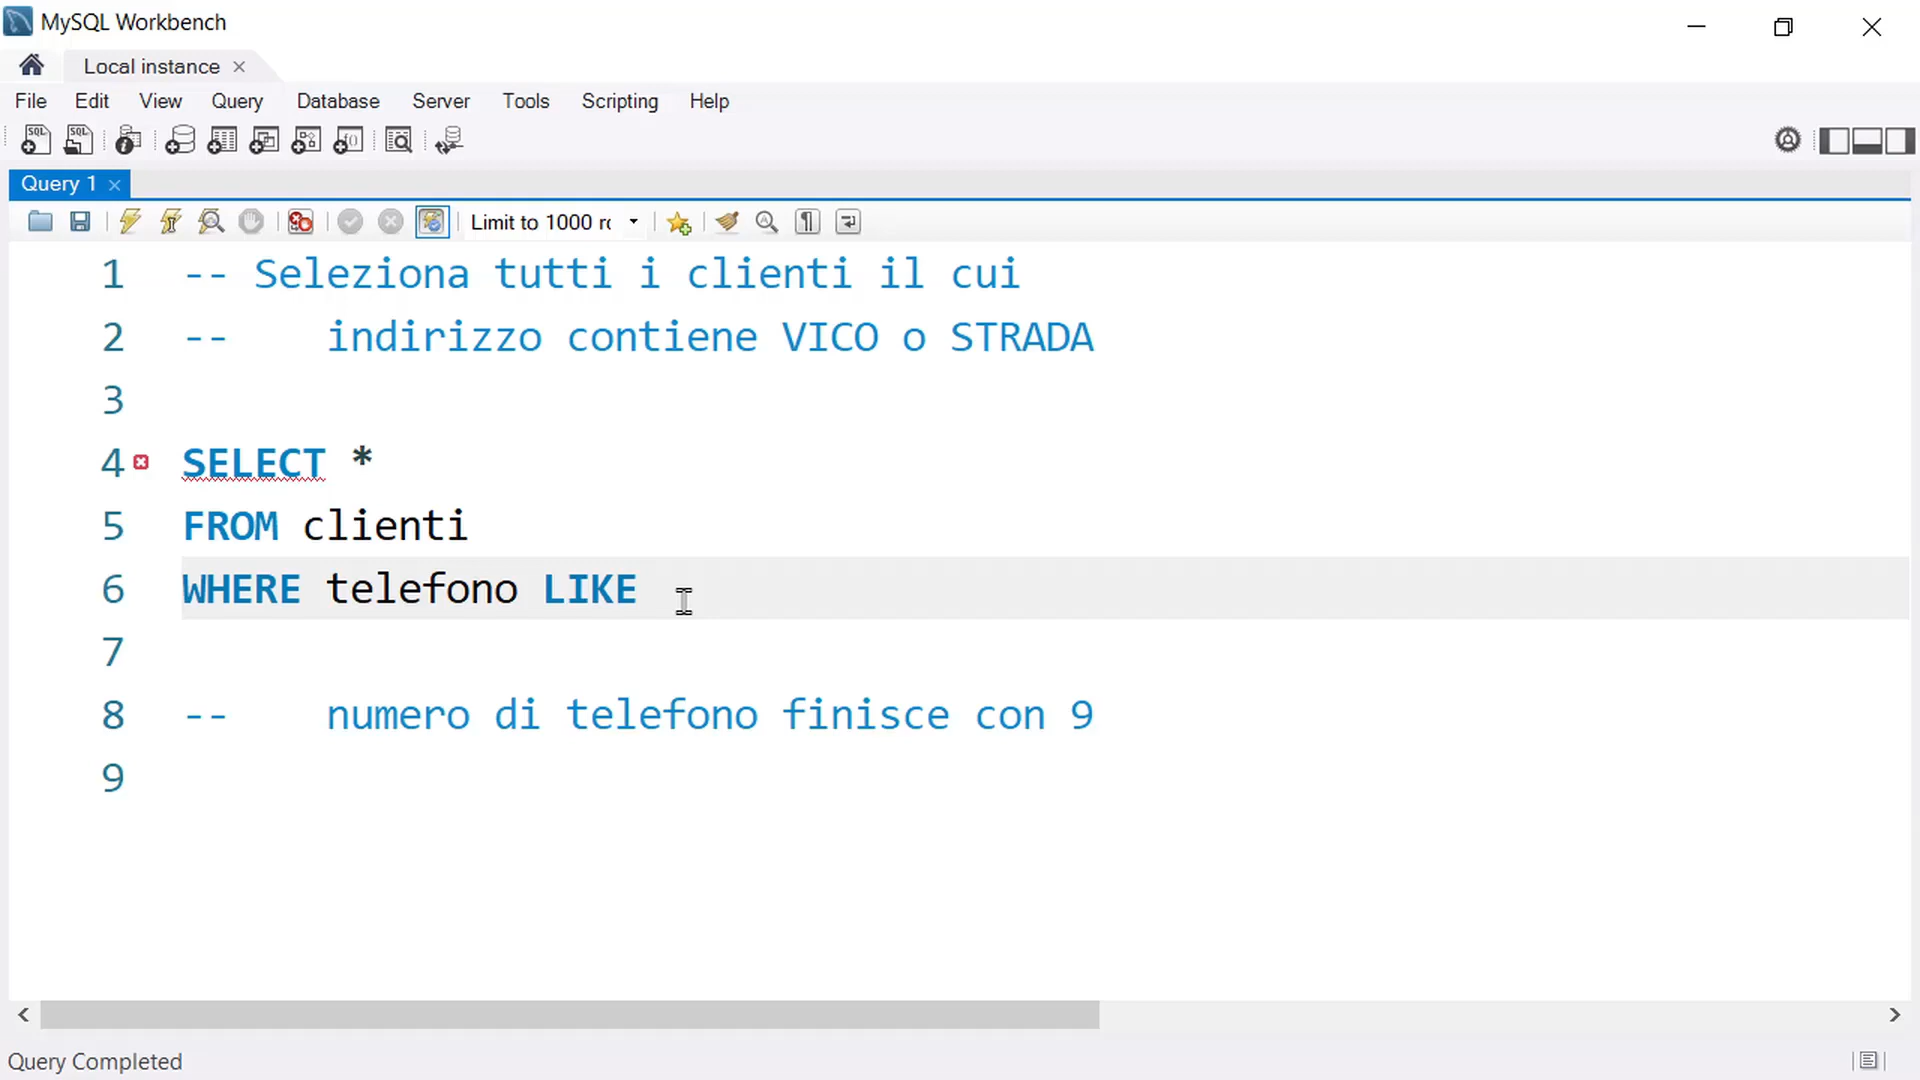 MySQL Workbench
Local instance
File Edit View Query Database Server Tools Scripting Help
Query 1
Limit to 1000 rc
1 -- Seleziona tutti i clienti il cui
2 --    indirizzo contiene VICO o STRADA
3
4 SELECT *
5 FROM clienti
6 WHERE telefono LIKE
7
8 --    numero di telefono finisce con 9
9
Query Completed